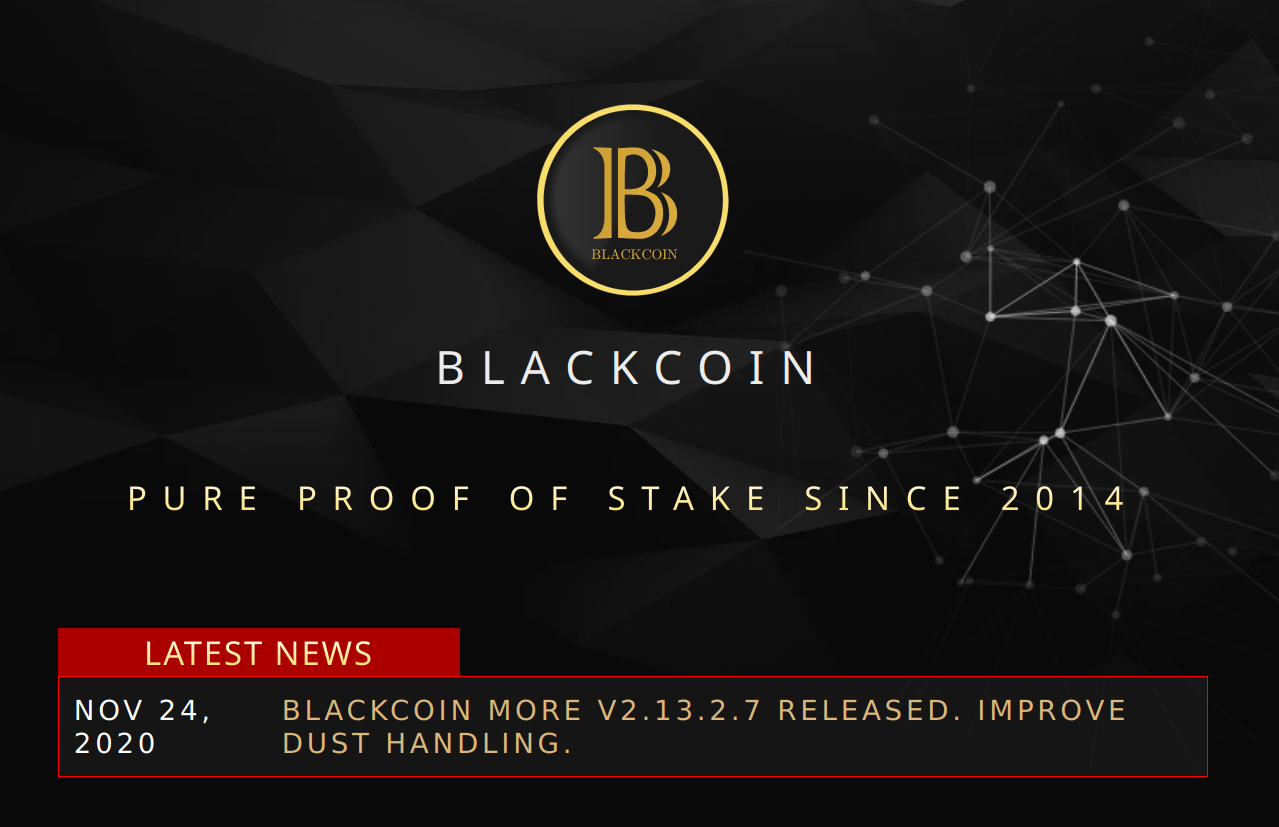 BLACKCOIN
BLACKCOIN
PURE PROOF OF STAKE SINCE 2014
LATEST NEWS
NOV 24, 2020
BLACKCOIN MORE V2.13.2.7 RELEASED. IMPROVE
DUST HANDLING.